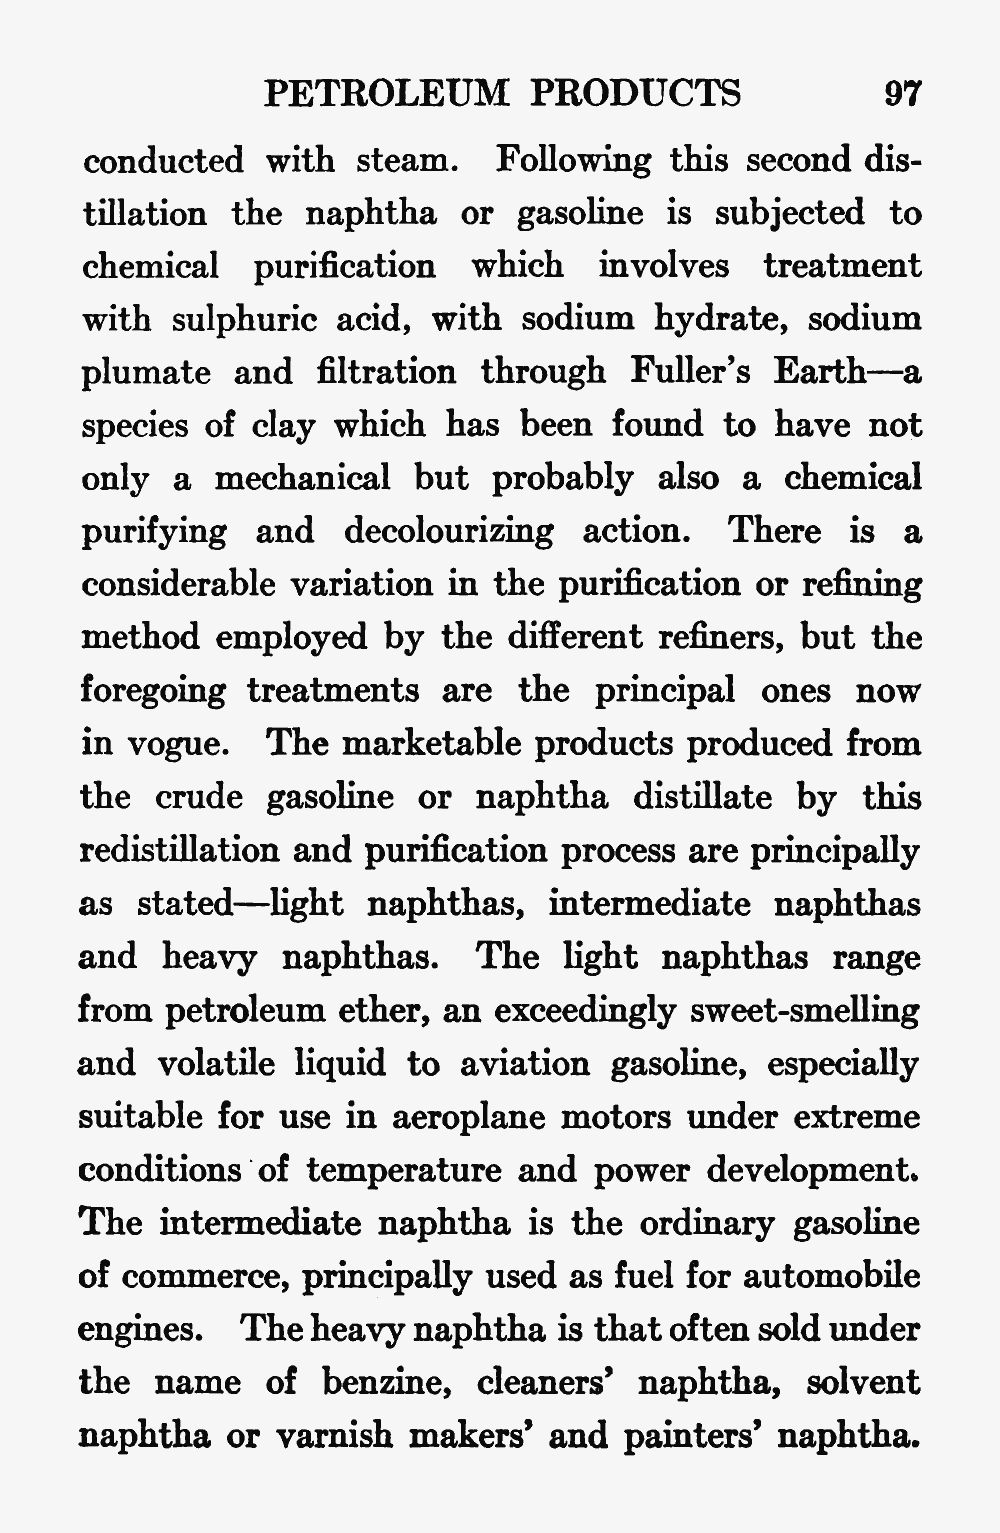 PETROLEUM PRODUCTS 97
conducted with steam. Following this second dis-
tillation the naphtha or gasoline is subjected to
chemical purification which involves treatment
with sulphuric acid, with sodium hydrate, sodium
plumate and filtration through Fuller's Earth—a
species of clay which has been found to have not
only a mechanical but probably also a chemical
purifying and decolourizing action. There is a
considerable variation in the purification or refining
method employed by the different refiners, but the
foregoing treatments are the principal ones now
in vogue. The marketable products produced from
the crude gasoline or naphtha distillate by this
redistillation and purification process are principally
as stated—light naphthas, intermediate naphthas
and heavy naphthas. The light naphthas range
from petroleum ether, an exceedingly sweet-smelling
and volatile liquid to aviation gasoline, especially
suitable for use in aeroplane motors under extreme
conditions of temperature and power development.
The intermediate naphtha is the ordinary gasoline
of commerce, principally used as fuel for automobile
engines. The heavy naphtha is that often sold under
the name of benzine, cleaners' naphtha, solvent
naphtha or varnish makers' and painters' naphtha.